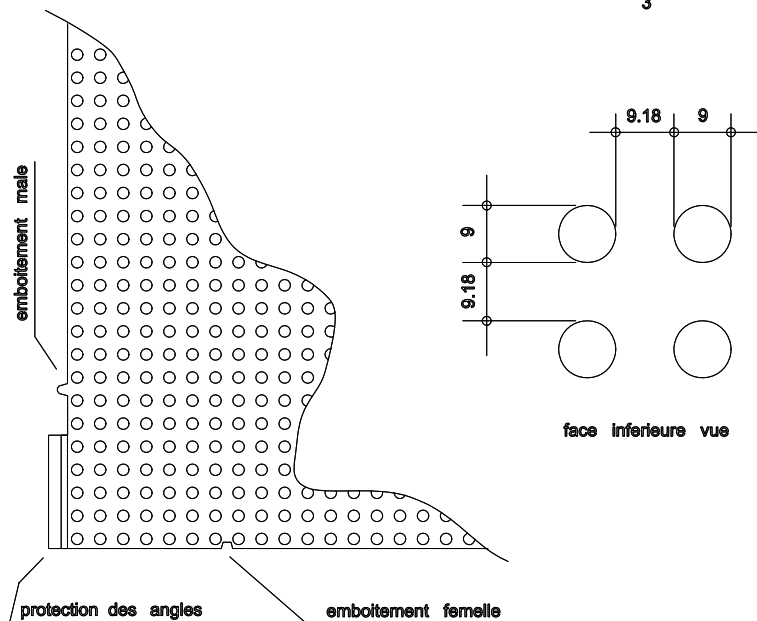 3
9.18 9
emboitement male
9
9.18
face inferieure vue
protection des angles
emboitement femelle